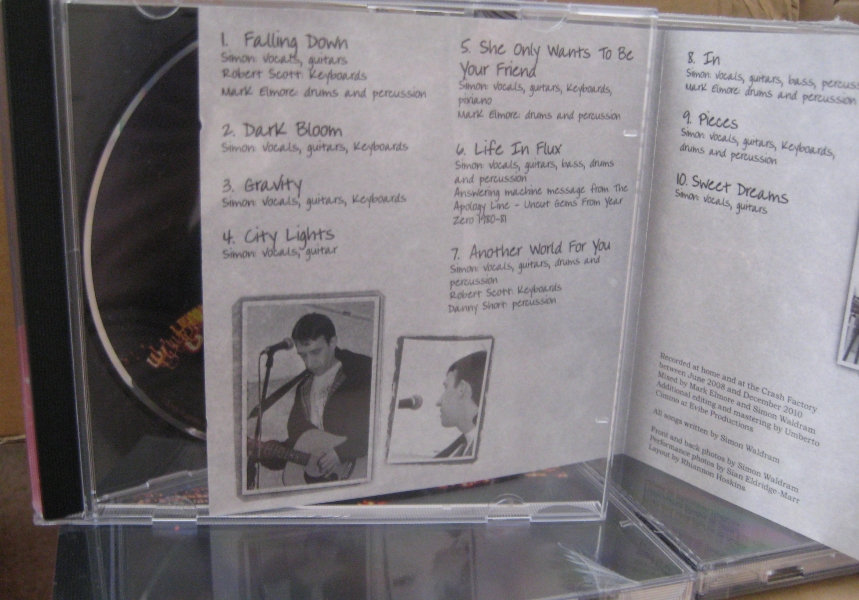 1. Falling Down
Simon: vocals, guitars
Robert Scott: Keyboards
Mark Elmore: drums and percussion
2. Dark Bloom
Simon: vocals, guitars, Keyboards
3. Gravity
Simon: vocals, guitars, Keyboards
4. City Lights
Simon: vocals, guitar
5. She Only Wants To Be
Your Friend
Simon: vocals, guitars, Keyboards,
pixiano
Mark Elmore: drums and percussion
6. Life In Flux
Simon: vocals, guitars, bass, drums
and percussion
Answering machine message from The
Apology Line - Uncut Gems From Year
Zero 1980-81
7. Another World For You
Simon: vocals, guitars, drums and
percussion
Robert Scott: Keyboards
Danny Short: percussion
8. In
Simon: vocals, guitars, bass, percuss
Mark Elmore: drums and percussion
9. Pieces
Simon: vocals, guitars, Keyboards,
drums and percussion
10. Sweet Dreams
Simon: vocals, guitars
Recorded at home and at the Crash Factory
between June 2008 and December 2010
Mixed by Mark Elmore and Simon Waldram
Additional editing and mastering by Umberto
Cimino at Evibe Productions
All songs written by Simon Waldram
Front and back photos by Simon Waldram
Performance photos by Sian Eldridge-Marr
Layout by Rhiannon Hoskins